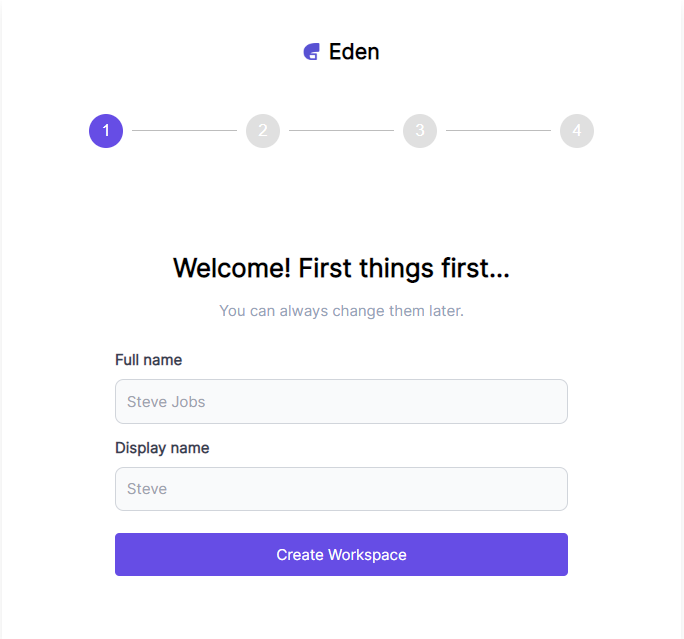 Eden
1 2 3 4
Welcome! First things first...
You can always change them later.
Full name
Steve Jobs
Display name
Steve
Create Workspace